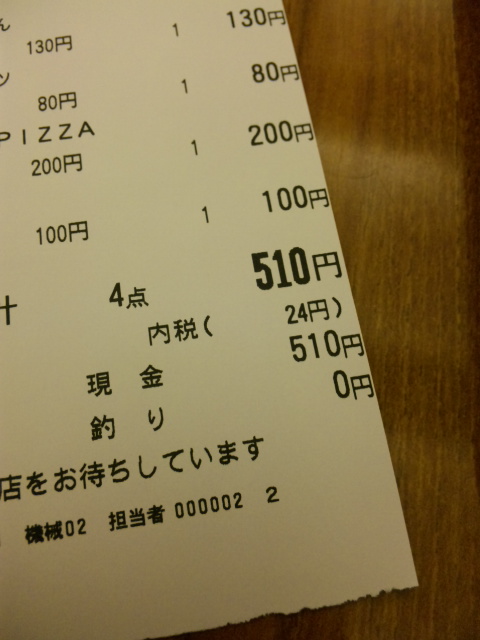 ん
130円 1 130円
ン
80円 1 80円
PIZZA
200円 1 200円
100円 1 100円
計 4点 510円
内税( 24円)
現 金 510円
釣 り 0円
店をお待ちしています
機械02 担当者 000002 2